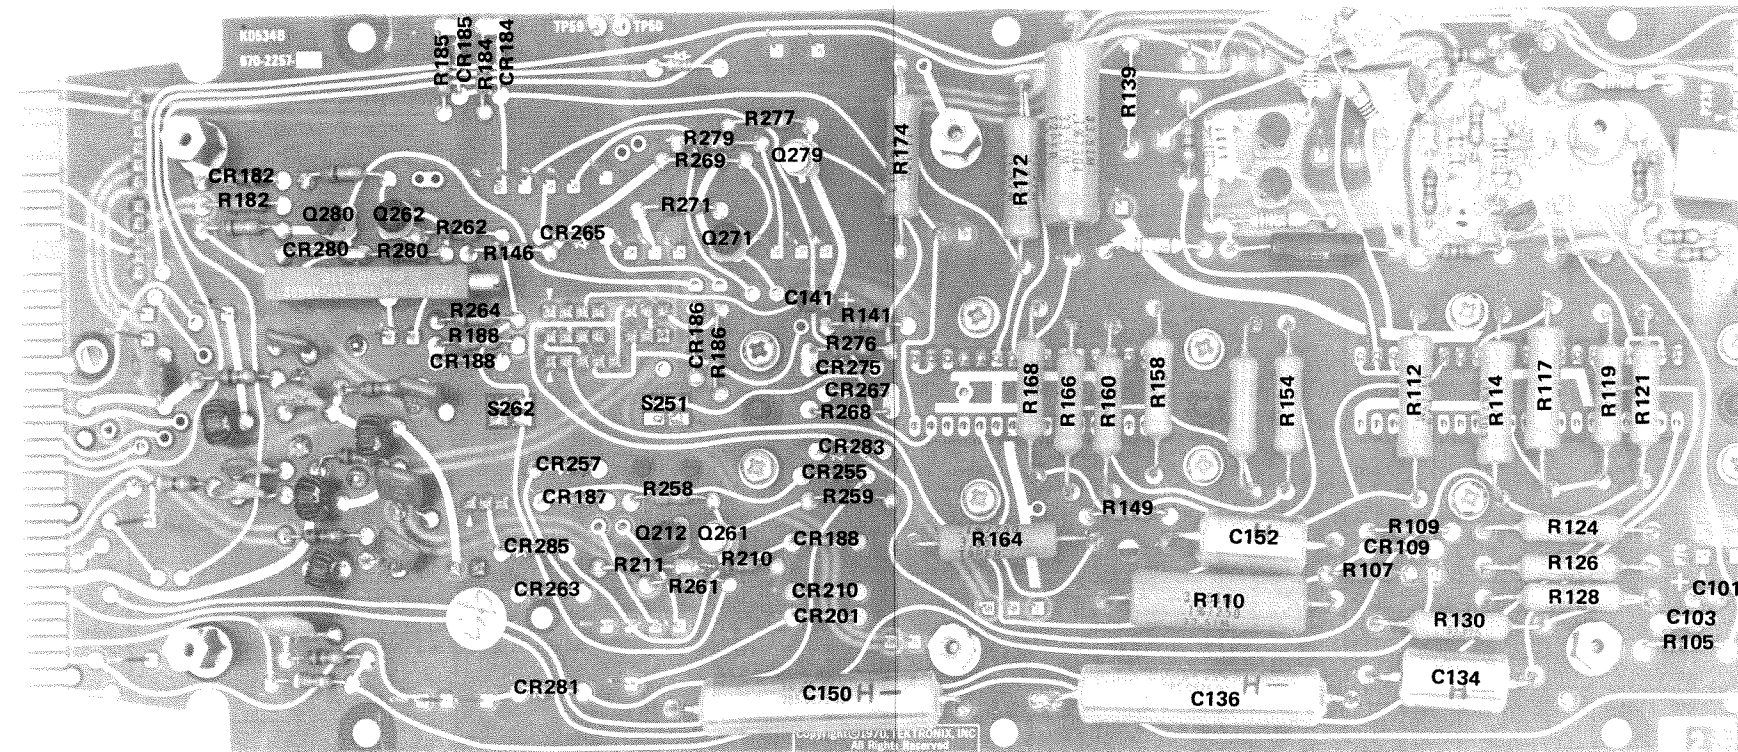 K0534B
670-2257-
TP59
TP60
R185
CR185
R184
CR184
R139
R277
R279
R269
Q279
R174
R172
CR182
R182
Q280
Q262
R262
R271
CR265
Q271
CR280
R280
R146
C141 +
R264
R141
R188
R276
CR188
CR186
R186
CR275
CR267
S262
S251
R268
R168
R166
R160
R158
R154
R112
R114
R117
R119
R121
CR283
CR257
CR255
CR187
R258
R259
R149
Q212
Q261
CR188
R164
C152
R109
CR109
R107
R124
CR285
R211
R210
R126
CR263
R261
CR210
R110
R128
C101
CR201
R130
C103
R105
CR281
C150
C136
C134
Copyright © 1970, TEKTRONIX, INC
All Rights Reserved